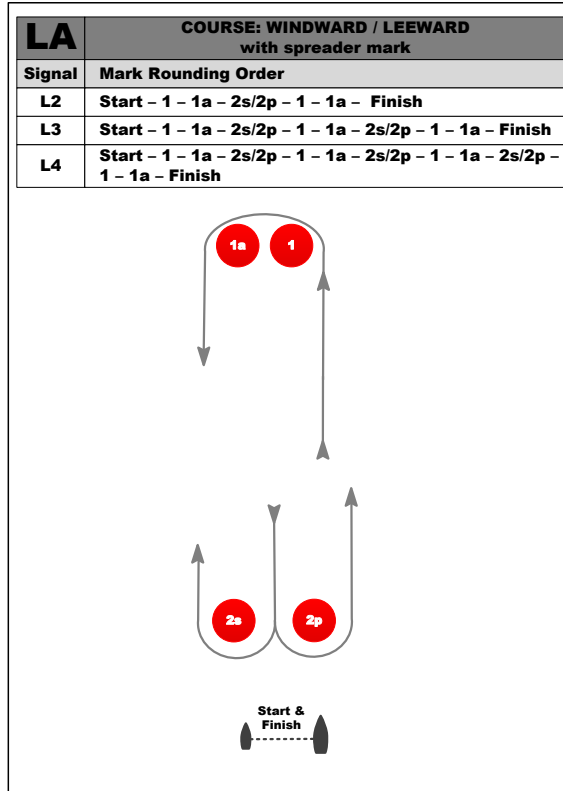 LA
COURSE: WINDWARD / LEEWARD
with spreader mark
Signal Mark Rounding Order
L2 Start – 1 – 1a – 2s/2p – 1 – 1a – Finish
L3 Start – 1 – 1a – 2s/2p – 1 – 1a – 2s/2p – 1 – 1a – Finish
L4 Start – 1 – 1a – 2s/2p – 1 – 1a – 2s/2p – 1 – 1a – 2s/2p –
1 – 1a – Finish
1a 1
2s 2p
Start &
Finish